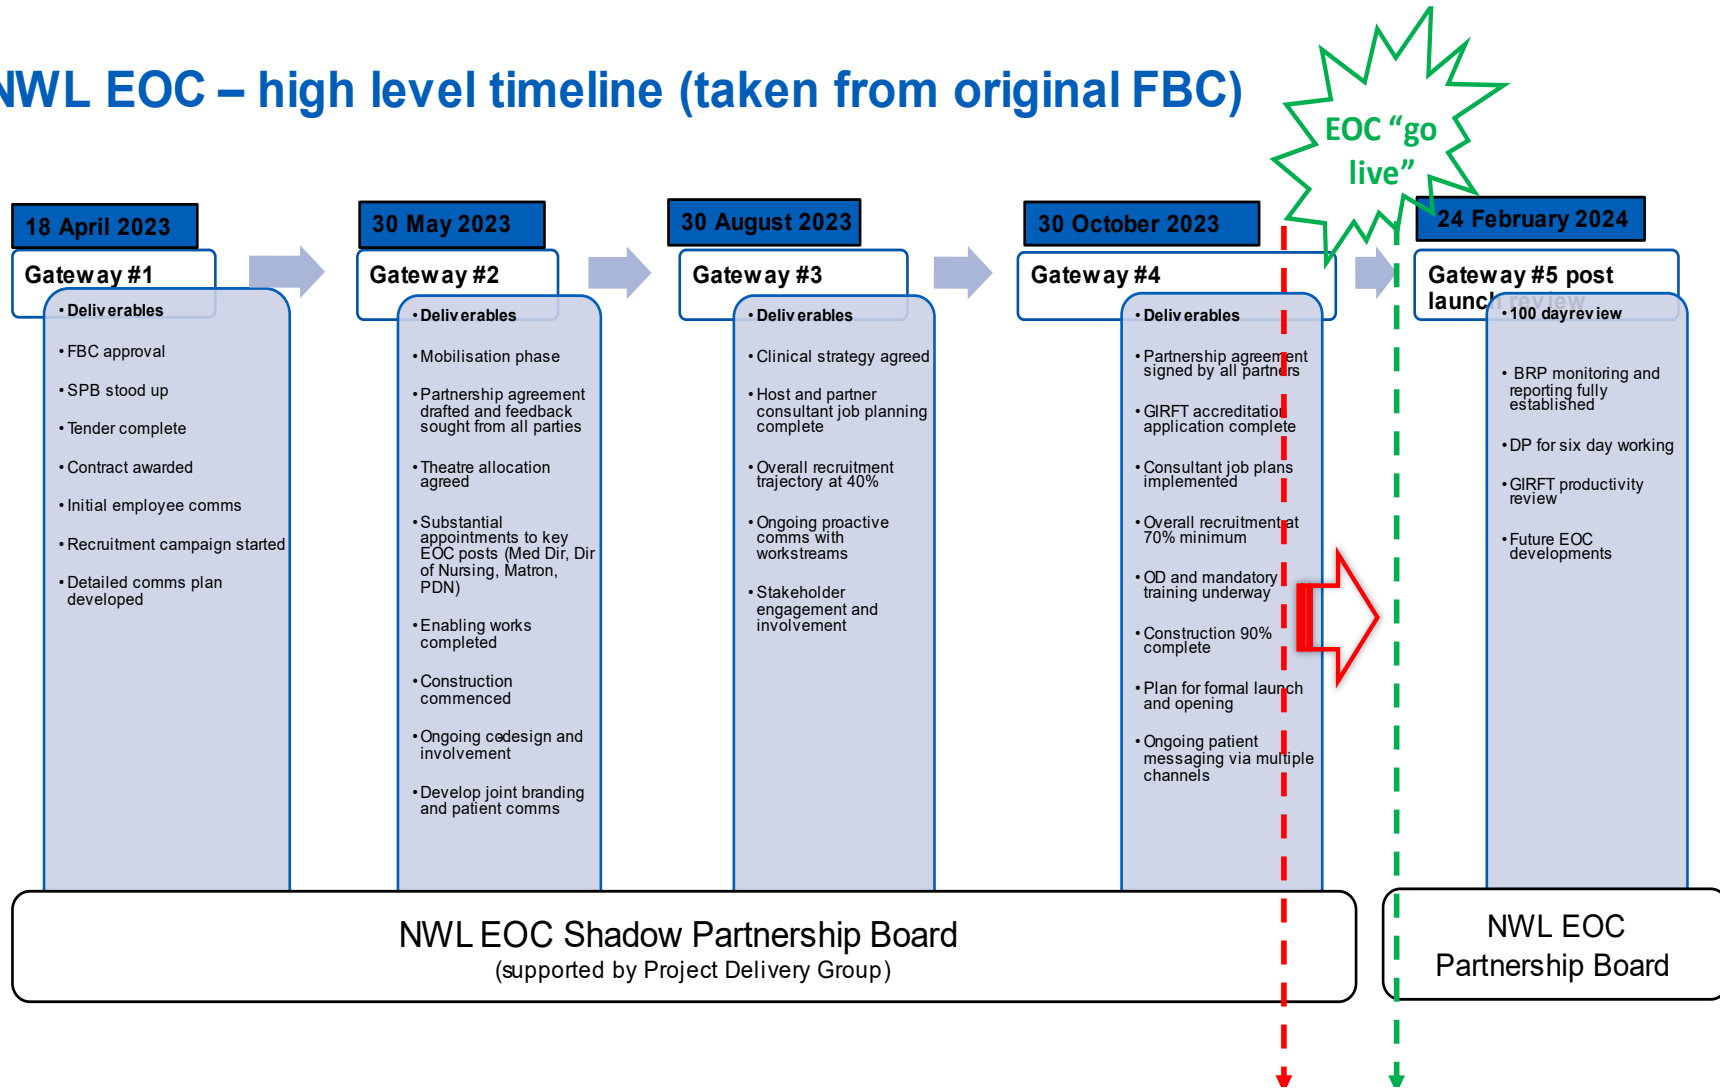 NWL EOC – high level timeline (taken from original FBC)
EOC “go
live”
18 April 2023
Gateway #1
• Deliverables
• FBC approval
• SPB stood up
• Tender complete
• Contract awarded
• Initial employee comms
• Recruitment campaign started
• Detailed comms plan
developed
30 May 2023
Gateway #2
• Deliverables
• Mobilisation phase
• Partnership agreement
drafted and feedback
sought from all parties
• Theatre allocation
agreed
• Substantial
appointments to key
EOC posts (Med Dir, Dir
of Nursing, Matron,
PDN)
• Enabling works
completed
• Construction
commenced
• Ongoing co-design and
involvement
• Develop joint branding
and patient comms
30 August 2023
Gateway #3
• Deliverables
• Clinical strategy agreed
• Host and partner
consultant job planning
complete
• Overall recruitment
trajectory at 40%
• Ongoing proactive
comms with
workstreams
• Stakeholder
engagement and
involvement
30 October 2023
Gateway #4
• Deliverables
• Partnership agreement
signed by all partners
• GIRFT accreditation
application complete
• Consultant job plans
implemented
• Overall recruitment at
70% minimum
• OD and mandatory
training underway
• Construction 90%
complete
• Plan for formal launch
and opening
• Ongoing patient
messaging via multiple
channels
24 February 2024
Gateway #5 post
launch review
• 100 day review
• BRP monitoring and
reporting fully
established
• DP for six day working
• GIRFT productivity
review
• Future EOC
developments
NWL EOC Shadow Partnership Board
(supported by Project Delivery Group)
NWL EOC
Partnership Board